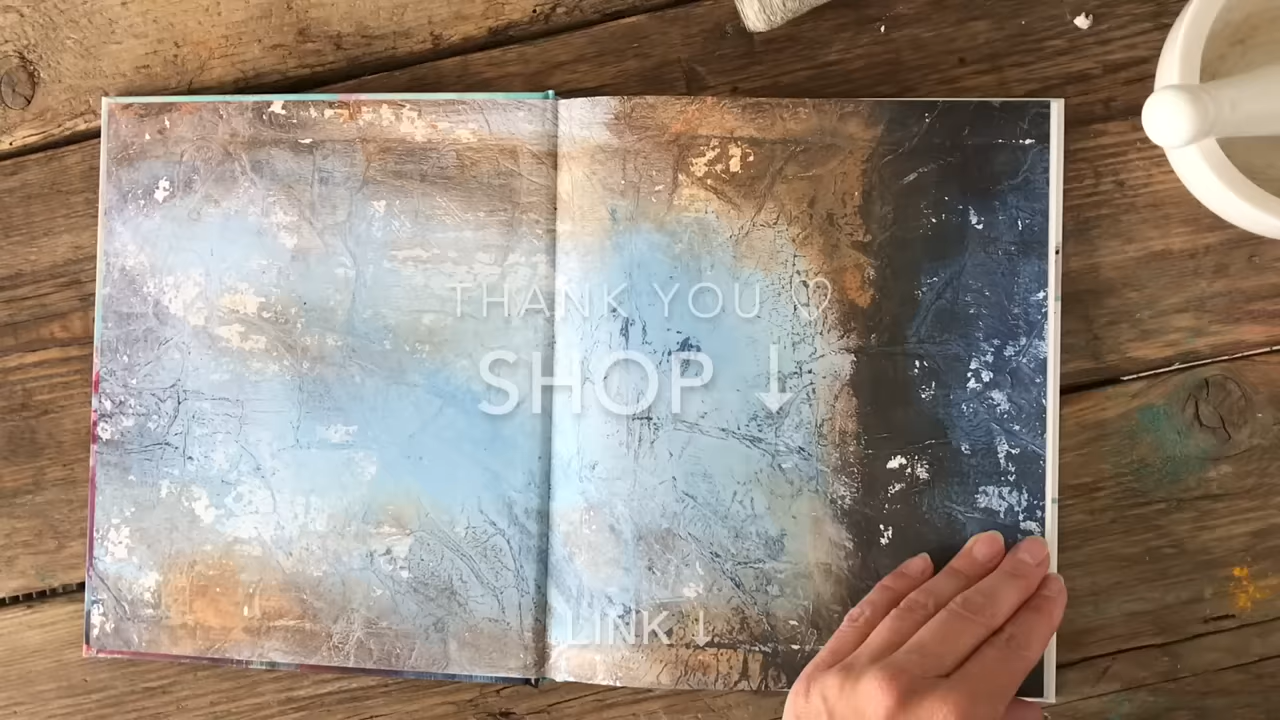 THANK YOU ♡
SHOP ↓
LINK ↓